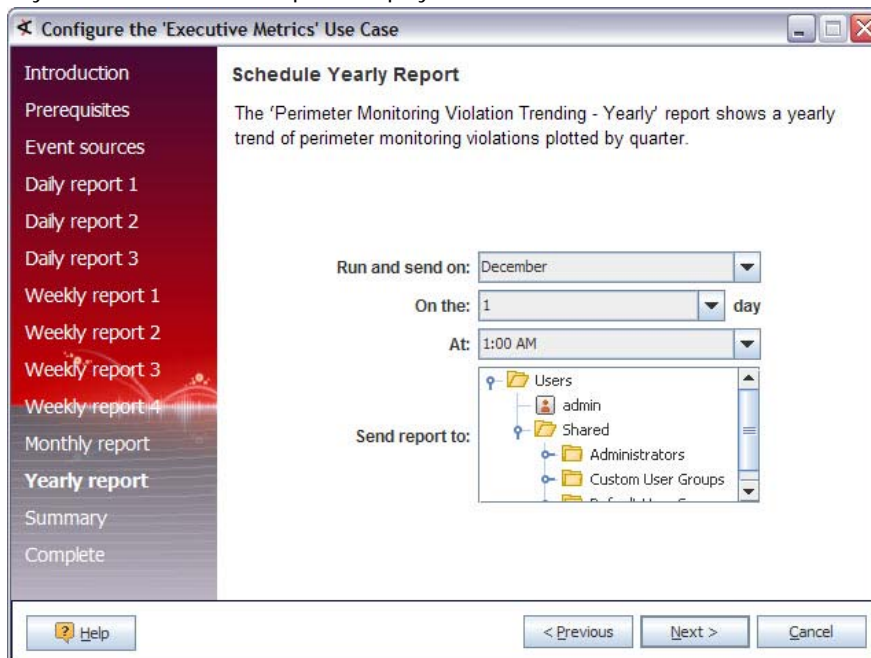 Configure the 'Executive Metrics' Use Case
Introduction
Prerequisites
Event sources
Daily report 1
Daily report 2
Daily report 3
Weekly report 1
Weekly report 2
Weekly report 3
Weekly report 4
Monthly report
Yearly report
Summary
Complete
Schedule Yearly Report
The 'Perimeter Monitoring Violation Trending - Yearly' report shows a yearly
trend of perimeter monitoring violations plotted by quarter.
Run and send on: December
On the: 1 day
At: 1:00 AM
Send report to:
Users
admin
Shared
Administrators
Custom User Groups
Help
< Previous
Next >
Cancel